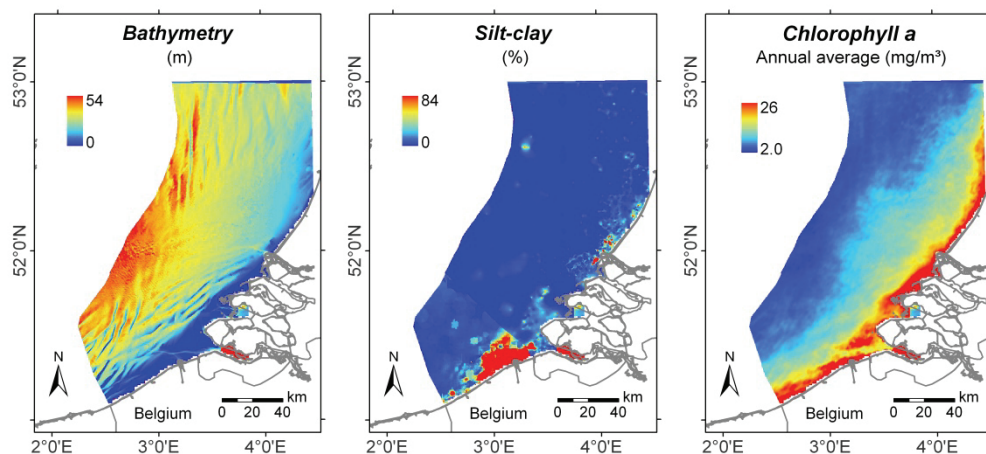 Bathymetry
(m)
53°0'N
54
0
52°0'N
N
Belgium
0 20 40
km
2°0'E
3°0'E
4°0'E
Silt-clay
(%)
53°0'N
84
0
52°0'N
N
Belgium
0 20 40
km
2°0'E
3°0'E
4°0'E
Chlorophyll a
Annual average (mg/m³)
53°0'N
26
2.0
52°0'N
N
Belgium
0 20 40
km
2°0'E
3°0'E
4°0'E